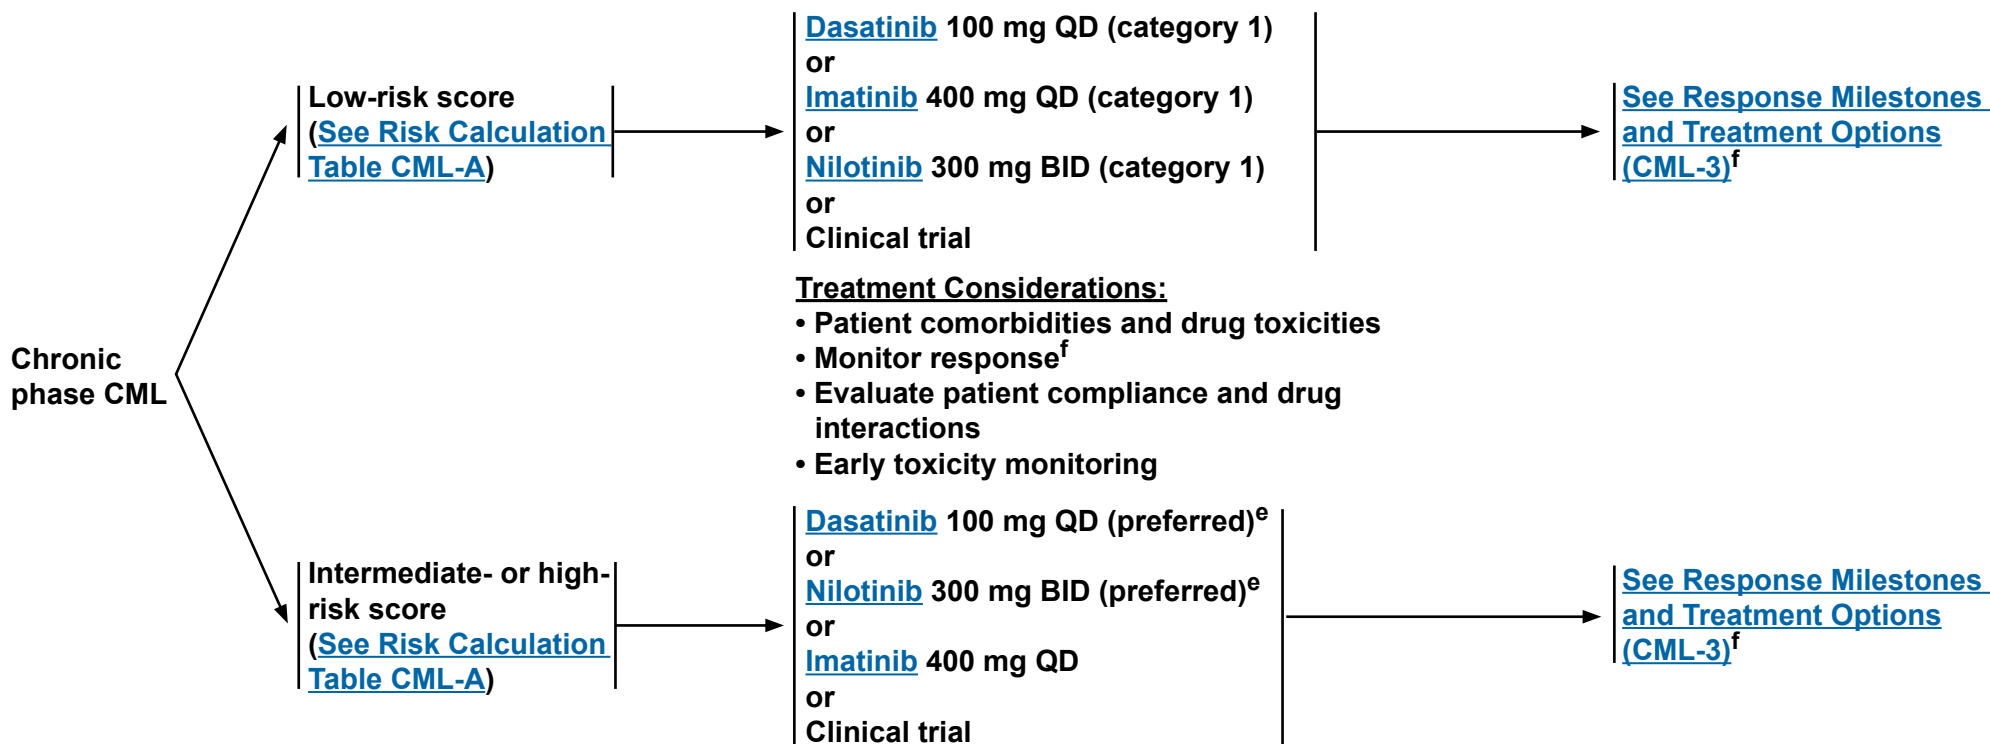 Chronic
phase CML
Low-risk score
(See Risk Calculation
Table CML-A)
Dasatinib 100 mg QD (category 1)
or
Imatinib 400 mg QD (category 1)
or
Nilotinib 300 mg BID (category 1)
or
Clinical trial
See Response Milestones
and Treatment Options
(CML-3)f
Treatment Considerations:
• Patient comorbidities and drug toxicities
• Monitor responsef
• Evaluate patient compliance and drug
interactions
• Early toxicity monitoring
Intermediate- or high-
risk score
(See Risk Calculation
Table CML-A)
Dasatinib 100 mg QD (preferred)e
or
Nilotinib 300 mg BID (preferred)e
or
Imatinib 400 mg QD
or
Clinical trial
See Response Milestones
and Treatment Options
(CML-3)f